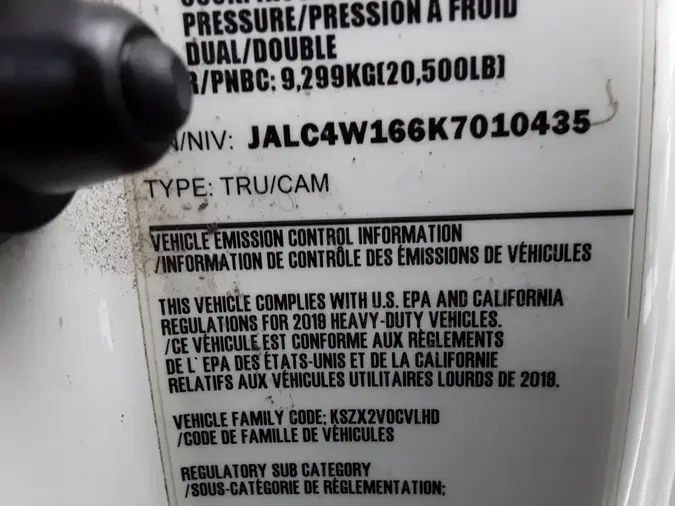 PRESSURE/PRESSION A FROID
DUAL/DOUBLE
/PNBC: 9,299KG[20,500LB]
/NIV: JALC4W166K7010435
TYPE: TRU/CAM
VEHICLE EMISSION CONTROL INFORMATION
/INFORMATION DE CONTRÔLE DES ÉMISSIONS DE VÉHICULES
THIS VEHICLE COMPLIES WITH U.S. EPA AND CALIFORNIA
REGULATIONS FOR 2019 HEAVY-DUTY VEHICLES.
/CE VÉHICULE EST CONFORME AUX RÈGLEMENTS
DE L' EPA DES ÉTATS-UNIS ET DE LA CALIFORNIE
RELATIFS AUX VÉHICULES UTILITAIRES LOURDS DE 2019.
VEHICLE FAMILY CODE: KSZX2VOCVLHD
/CODE DE FAMILLE DE VÉHICULES
REGULATORY SUB CATEGORY
/SOUS-CATÉGORIE DE RÉGLEMENTATION: